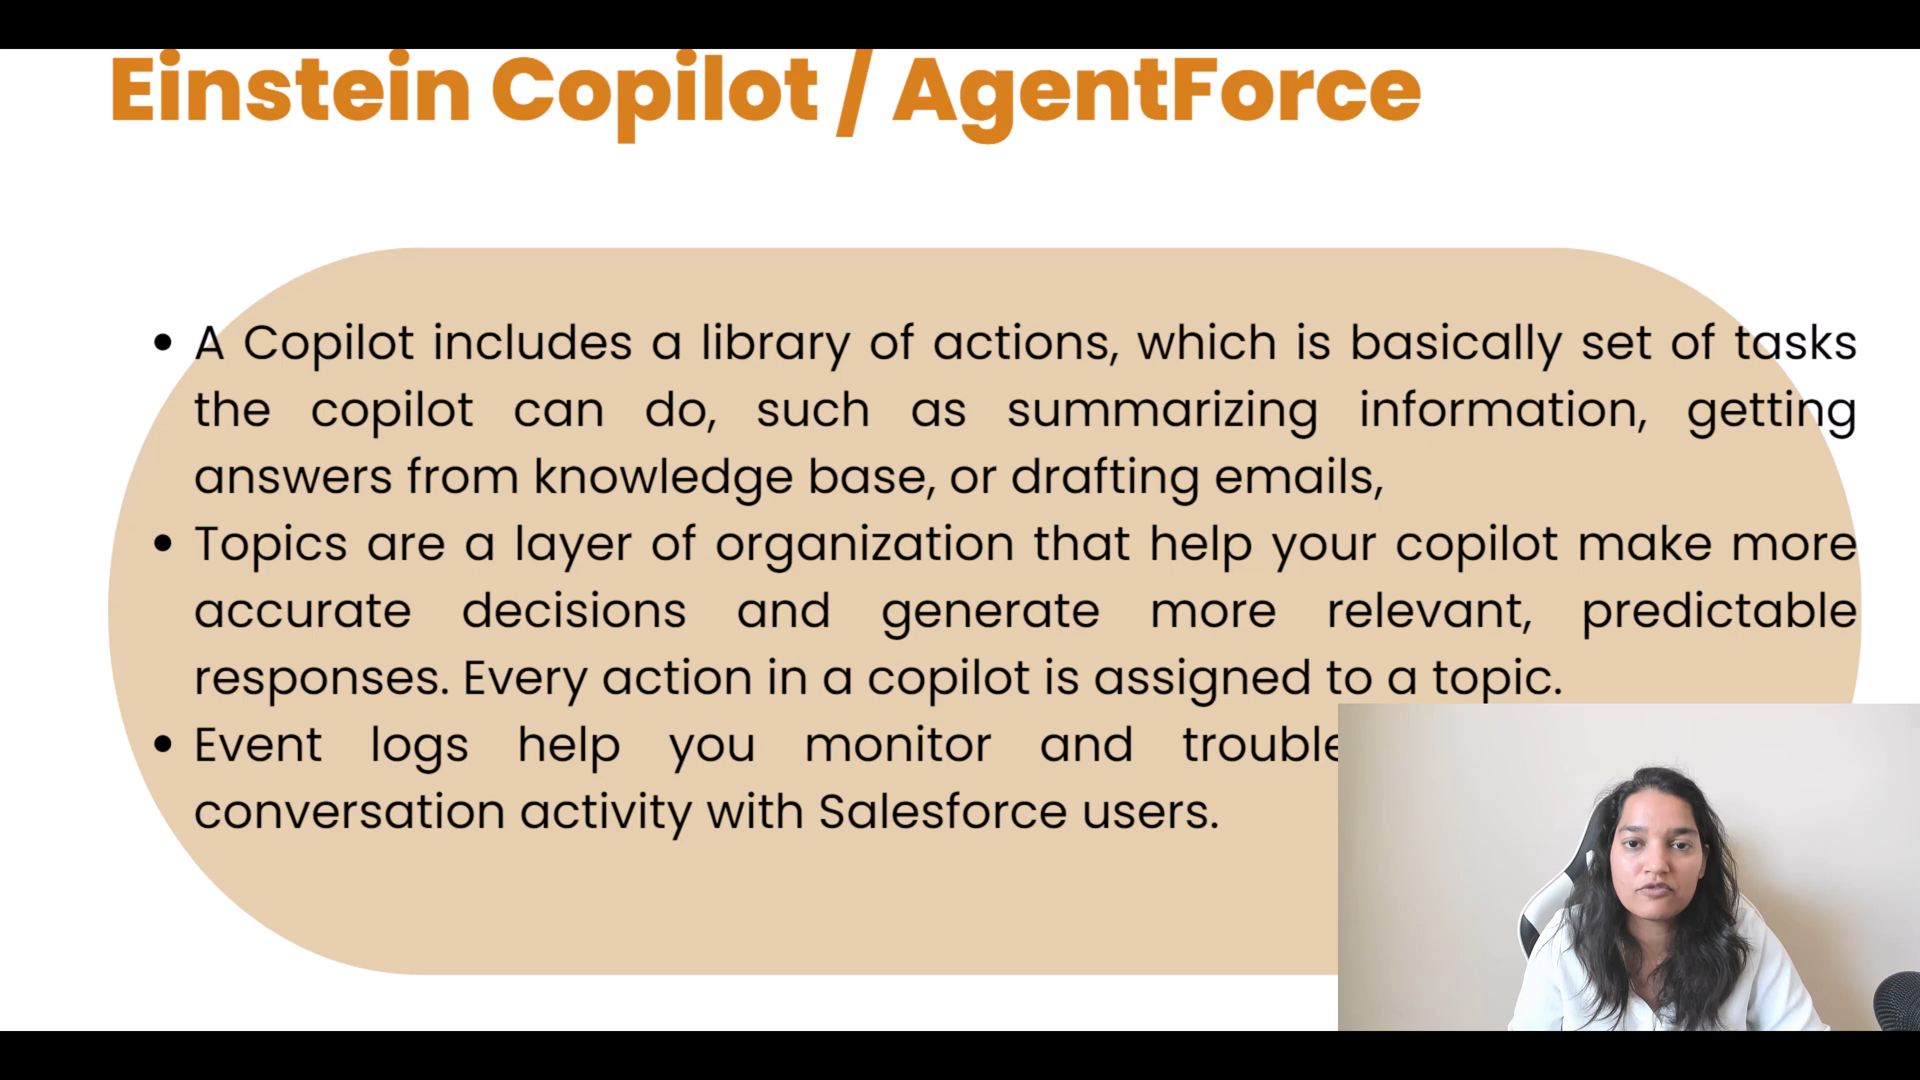 Einstein Copilot / AgentForce
• A Copilot includes a library of actions, which is basically set of tasks
the copilot can do, such as summarizing information, getting
answers from knowledge base, or drafting emails,
• Topics are a layer of organization that help your copilot make more
accurate decisions and generate more relevant, predictable
responses. Every action in a copilot is assigned to a topic.
• Event logs help you monitor and
conversation activity with Salesforce users.